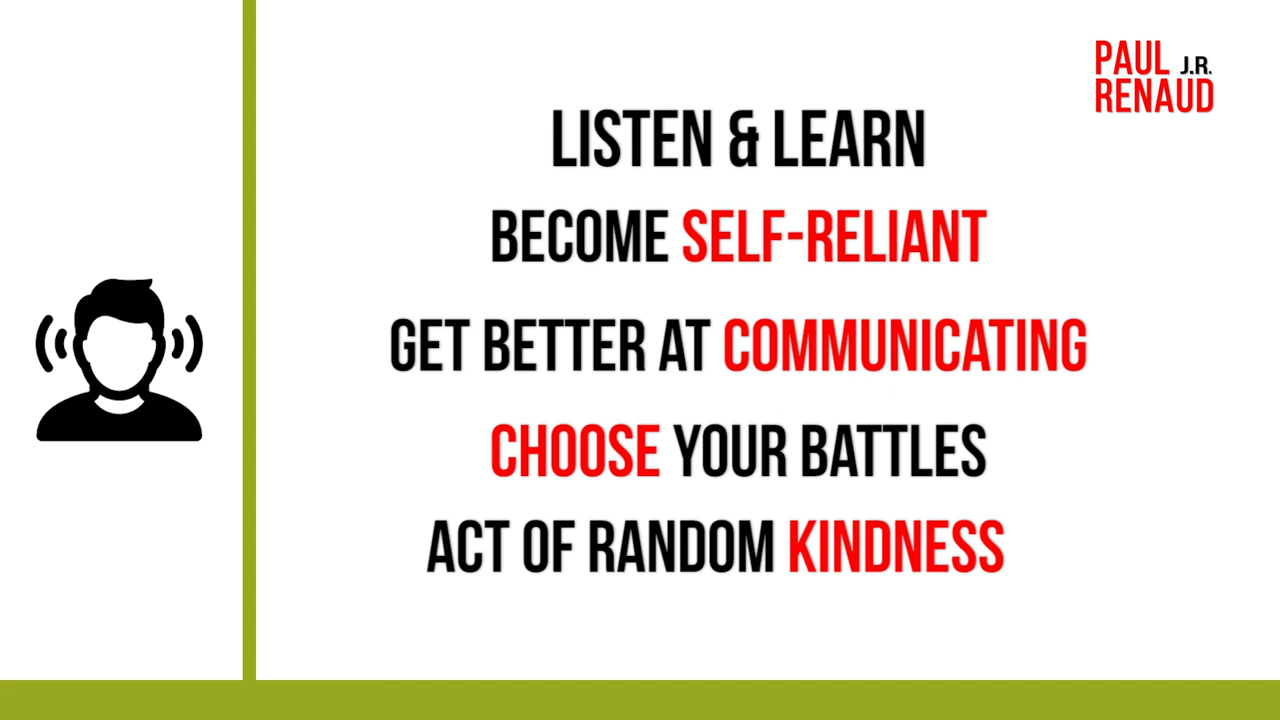 PAUL J.R.
RENAUD
LISTEN & LEARN
BECOME SELF-RELIANT
GET BETTER AT COMMUNICATING
CHOOSE YOUR BATTLES
ACT OF RANDOM KINDNESS